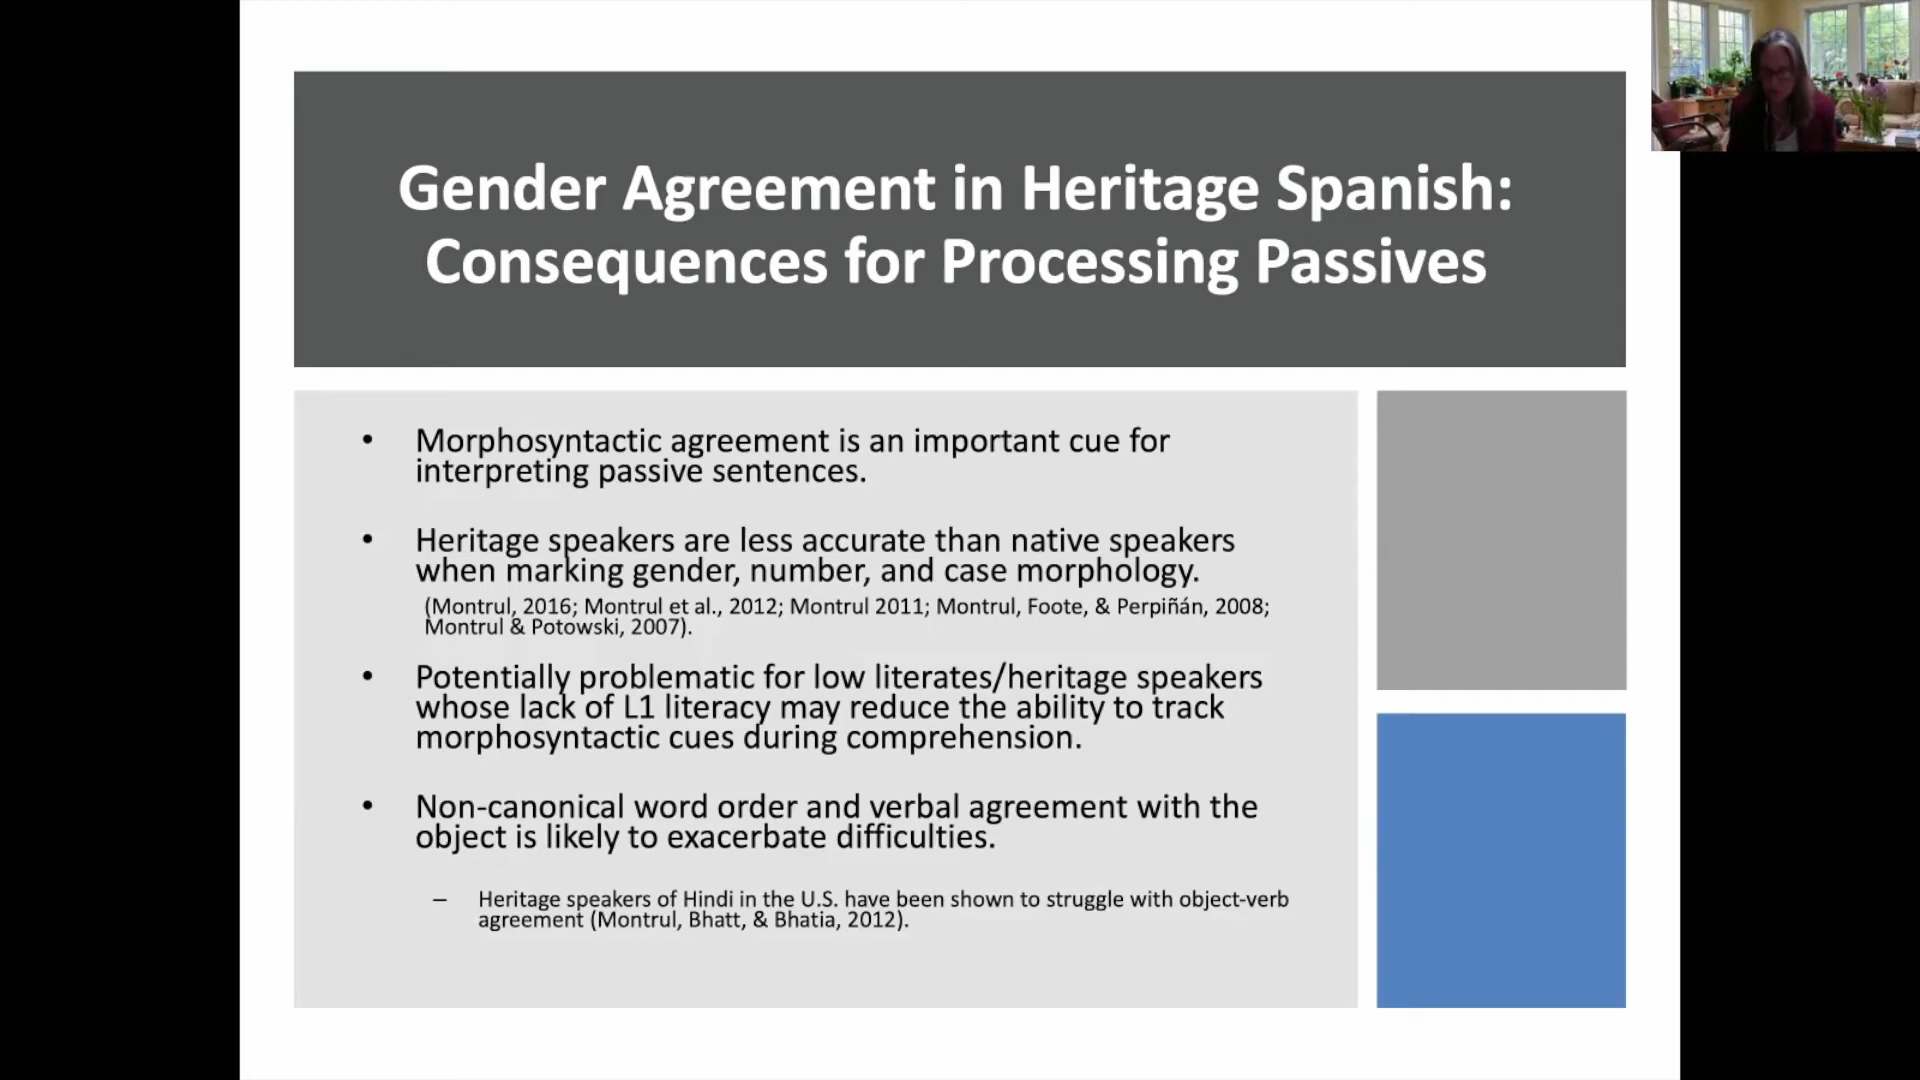 Gender Agreement in Heritage Spanish:
Consequences for Processing Passives
• Morphosyntactic agreement is an important cue for
interpreting passive sentences.
• Heritage speakers are less accurate than native speakers
when marking gender, number, and case morphology.
(Montrul, 2016; Montrul et al., 2012; Montrul 2011; Montrul, Foote, & Perpiñán, 2008;
Montrul & Potowski, 2007).
• Potentially problematic for low literates/heritage speakers
whose lack of L1 literacy may reduce the ability to track
morphosyntactic cues during comprehension.
• Non-canonical word order and verbal agreement with the
object is likely to exacerbate difficulties.
– Heritage speakers of Hindi in the U.S. have been shown to struggle with object-verb
agreement (Montrul, Bhatt, & Bhatia, 2012).